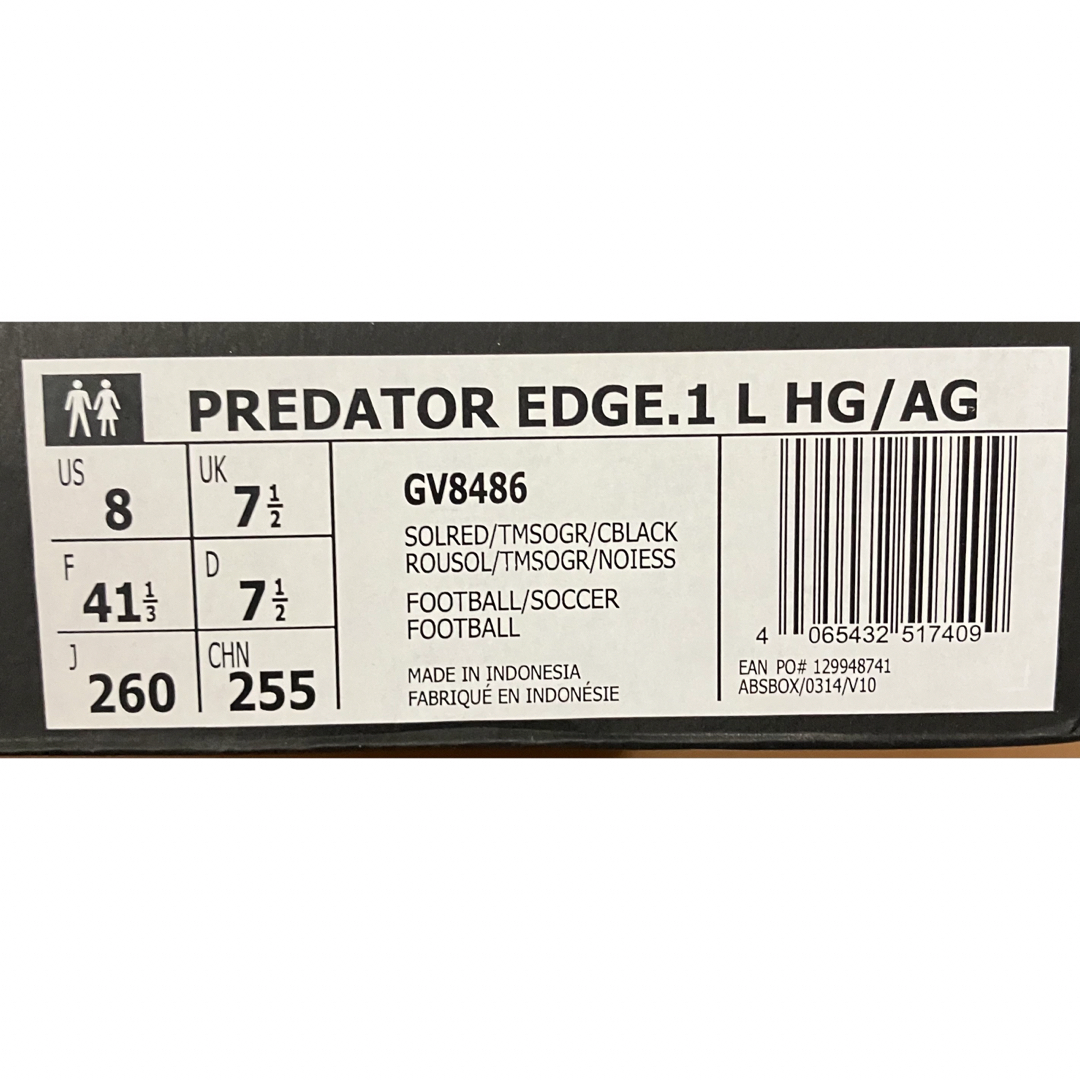 PREDATOR EDGE.1 L HG/AG
US 8
UK 7 1/2
F 41 1/3
D 7 1/2
J 260
CHN 255
GV8486
SOLRED/TMSOGR/CBLACK
ROUSOL/TMSOGR/NOIESS
FOOTBALL/SOCCER
FOOTBALL
MADE IN INDONESIA
FABRIQUÉ EN INDONÉSIE
4 065432 517409
EAN PO# 129948741
ABSBOX/0314/V10